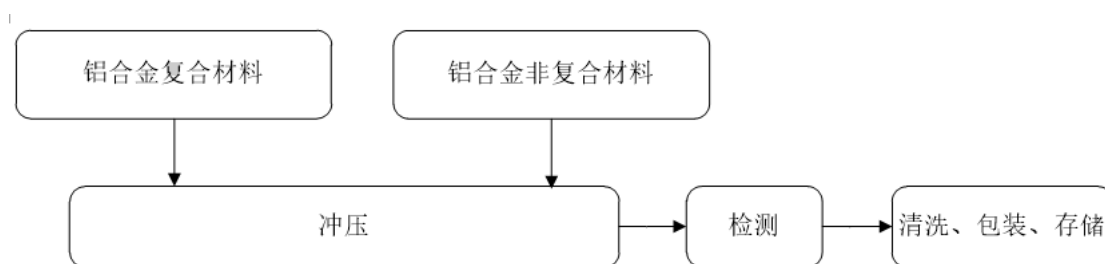 铝合金复合材料
铝合金非复合材料
冲压
检测
清洗、包装、存储